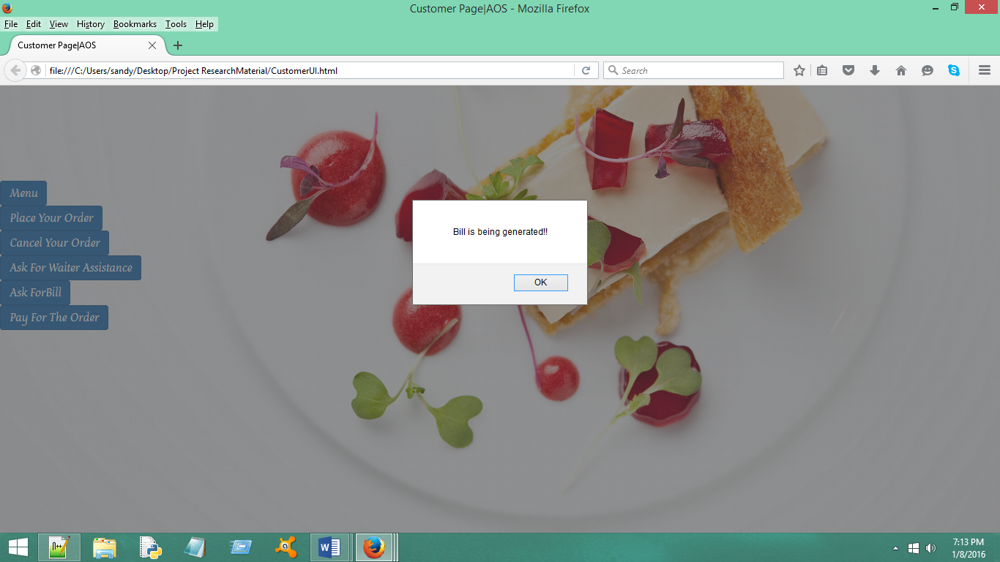 Customer Page|AOS - Mozilla Firefox
File Edit View History Bookmarks Tools Help
Customer Page|AOS
file:///C:/Users/sandy/Desktop/Project ResearchMaterial/CustomerUI.html
Search
Menu
Place Your Order
Cancel Your Order
Ask For Waiter Assistance
Ask ForBill
Pay For The Order
Bill is being generated!!
OK
7:13 PM
1/8/2016